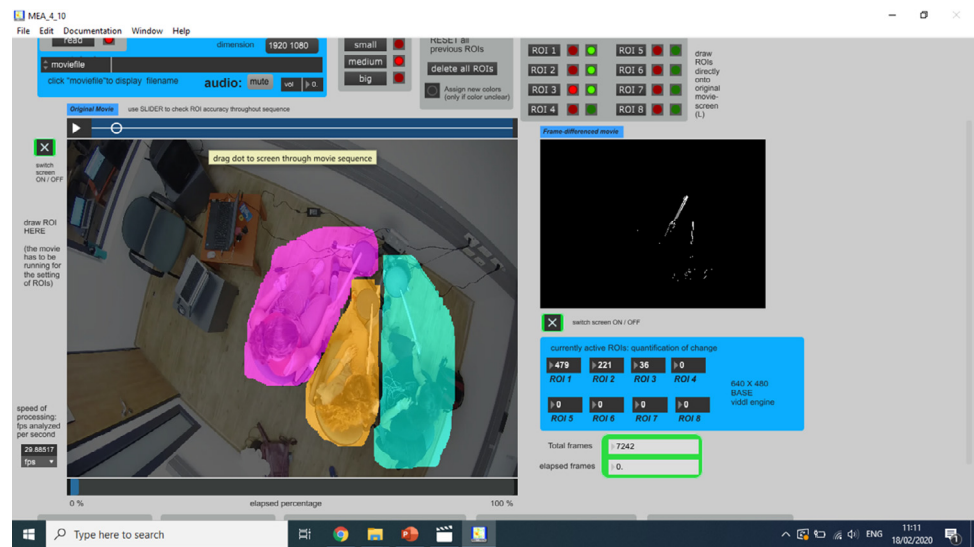 MEA_4_10
File Edit Documentation Window Help
read
dimension 1920 1080
moviefile
click "moviefile"to display filename
audio: mute vol 0.
small
medium
big
RESET all
previous ROIs
delete all ROIs
Assign new colors
(only if color unclear)
ROI 1
ROI 2
ROI 3
ROI 4
ROI 5
ROI 6
ROI 7
ROI 8
draw
ROIs
directly
onto
original
movie-
screen
(l.)
Original Movie use SLIDER to check ROI accuracy throughout sequence
drag dot to screen through movie sequence
switch
screen
ON / OFF
draw ROI
HERE
(the movie
has to be
running for
the setting
of ROIs)
speed of
processing:
fps analyzed
per second
29.88517
fps
0 % elapsed percentage 100 %
Frame-differenced movie
switch screen ON / OFF
currently active ROIs: quantification of change
479 221 36 0
ROI 1 ROI 2 ROI 3 ROI 4
0 0 0 0
ROI 5 ROI 6 ROI 7 ROI 8
640 X 480
BASE
viddl engine
Total frames 7242
elapsed frames 0.
Type here to search
ENG
11:11
18/02/2020